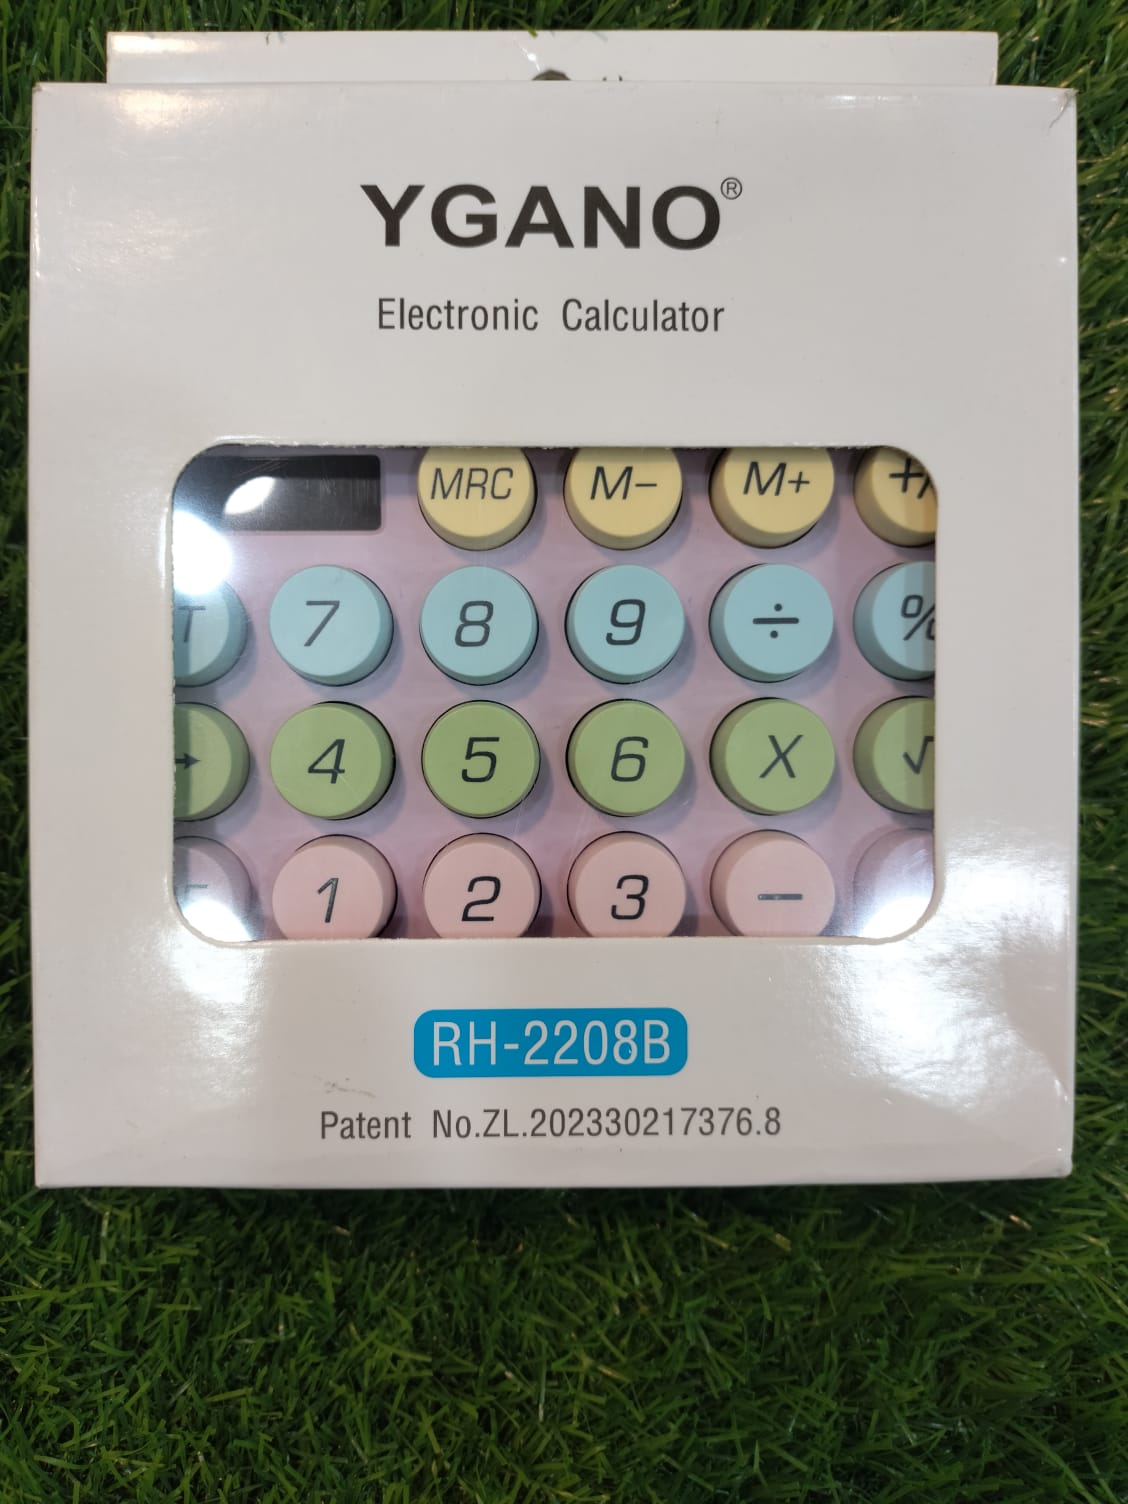 YGANO®
Electronic Calculator
MRC M– M+ +/
T 7 8 9 ÷ %
→ 4 5 6 X √
1 2 3 –
RH-2208B
Patent No.ZL.202330217376.8